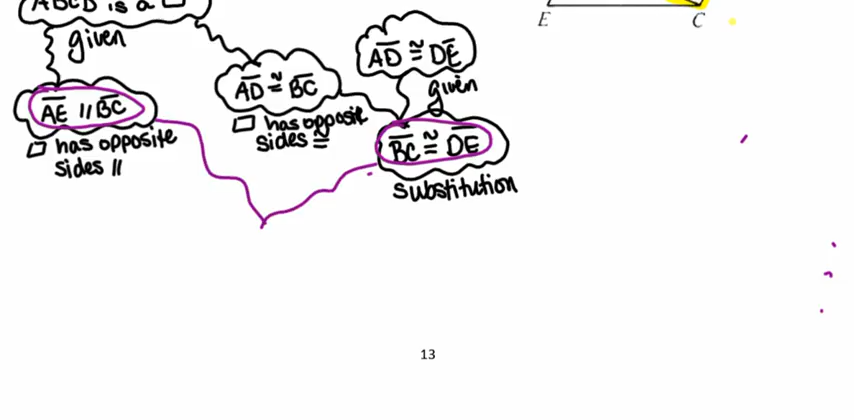 ABCD is a ▱
given
AD ≅ DE
given
AD ≅ BC
▱ has opposite
sides ≅
AE // BC
▱ has opposite
sides //
BC ≅ DE
substitution
E
C
13